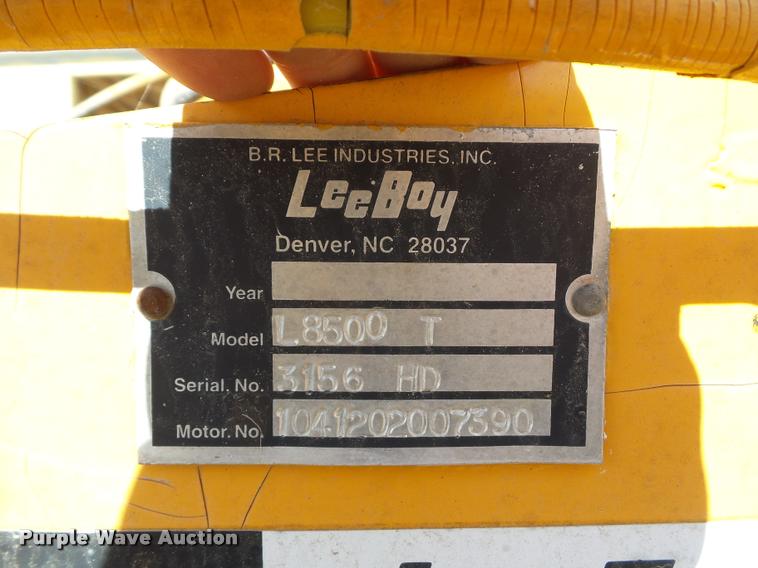 B.R. LEE INDUSTRIES, INC.
LeeBoy
Denver, NC 28037
Year
Model L8500 T
Serial. No. 3156 HD
Motor. No. 1041202007390
Purple Wave Auction